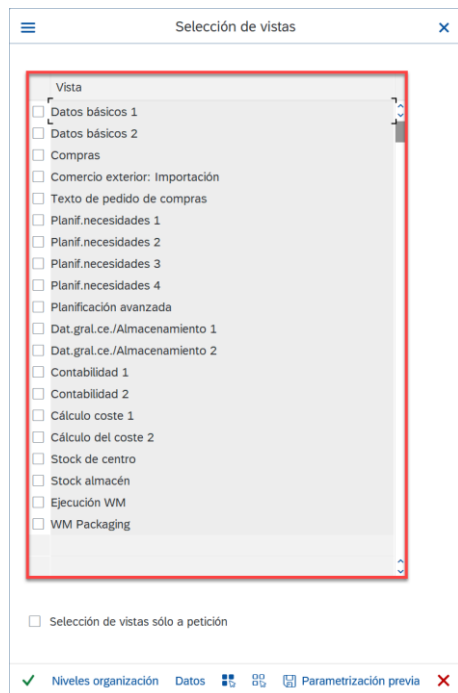 Selección de vistas
Vista
Datos básicos 1
Datos básicos 2
Compras
Comercio exterior: Importación
Texto de pedido de compras
Planif.necesidades 1
Planif.necesidades 2
Planif.necesidades 3
Planif.necesidades 4
Planificación avanzada
Dat.gral.ce./Almacenamiento 1
Dat.gral.ce./Almacenamiento 2
Contabilidad 1
Contabilidad 2
Cálculo coste 1
Cálculo del coste 2
Stock de centro
Stock almacén
Ejecución WM
WM Packaging
Selección de vistas sólo a petición
Niveles organización Datos Parametrización previa